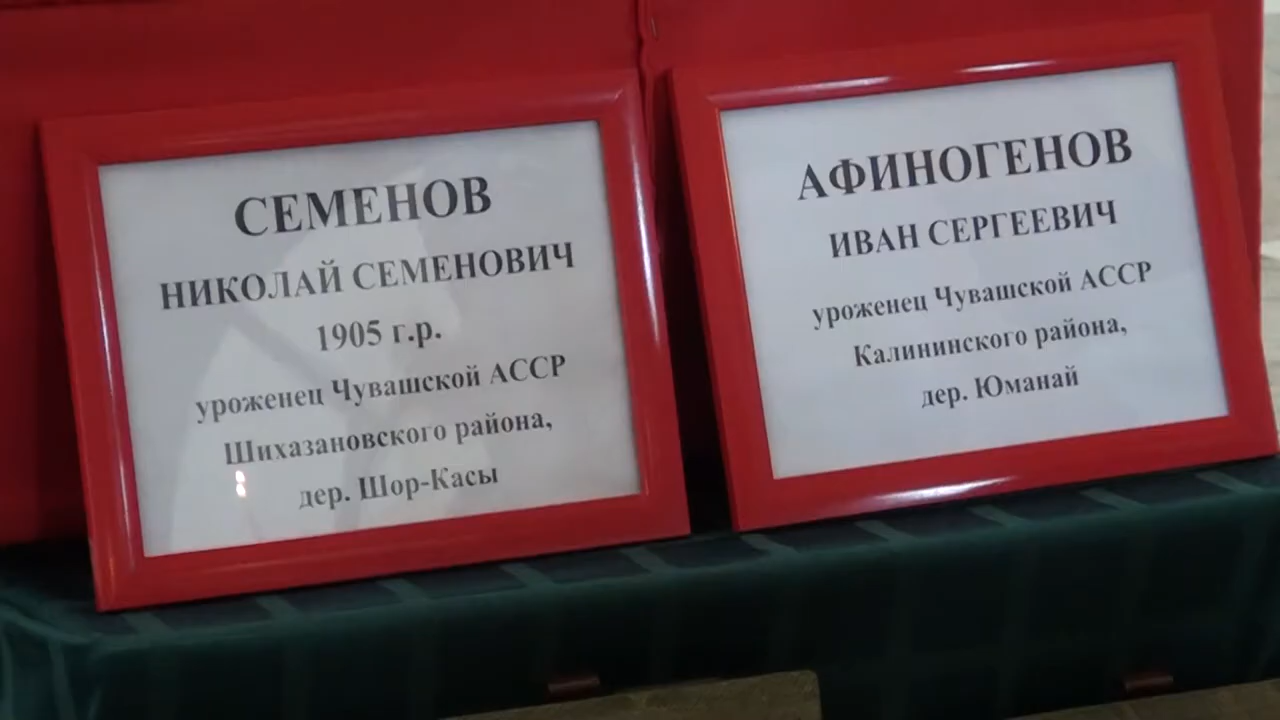 СЕМЕНОВ
НИКОЛАЙ СЕМЕНОВИЧ
1905 г.р.
уроженец Чувашской АССР
Шихазановского района,
дер. Шор-Касы
АФИНОГЕНОВ
ИВАН СЕРГЕЕВИЧ
уроженец Чувашской АССР
Калининского района,
дер. Юманай